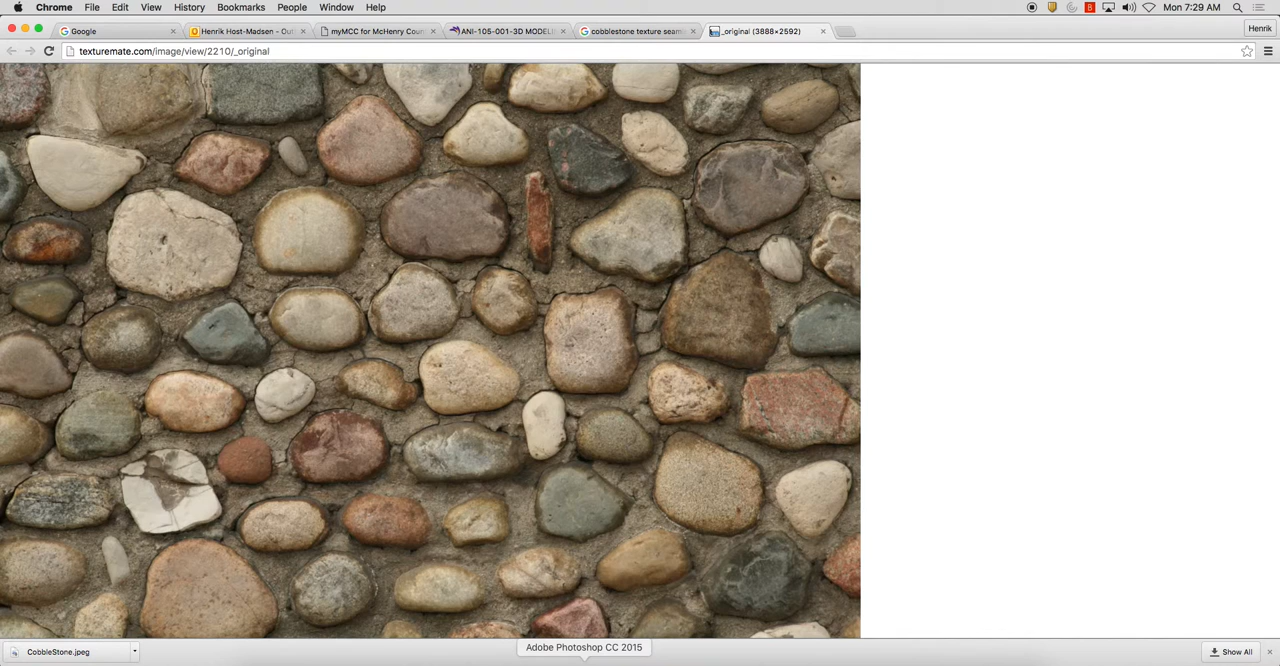 Chrome File Edit View History Bookmarks People Window Help Mon 7:29 AM
Google Henrik Host-Madsen - Out myMCC for McHenry Coun ANI-105-001-3D MODELI cobblestone texture seam _original (3888×2592) Henrik
texturemate.com/image/view/2210/_original
Adobe Photoshop CC 2015
CobbleStone.jpeg Show All